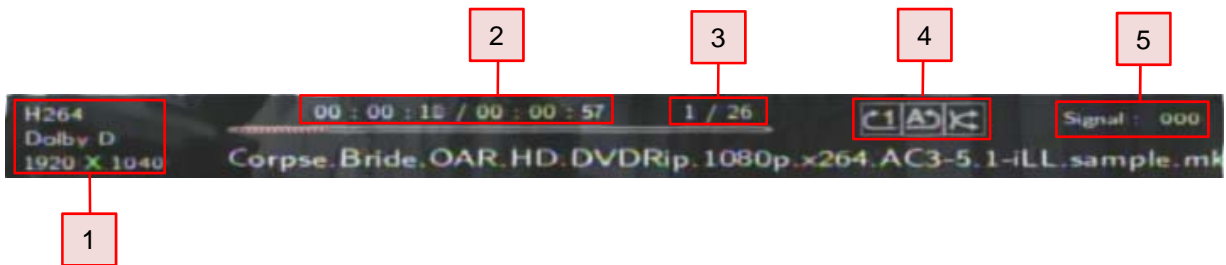 2
3
4
5
H264
00 : 00 : 18 / 00 : 00 : 57
1 / 26
1
A
Signal : 000
Dolby D
1920 X 1040
Corpse.Bride.OAR.HD.DVDRip.1080p.x264.AC3-5.1-iLL.sample.mk
1